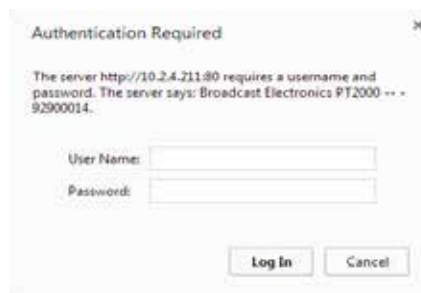 Authentication Required
The server http://10.2.4.211:80 requires a username and
password. The server says: Broadcast Electronics PT2000 -- -
92900014.
User Name:
Password:
Log In Cancel